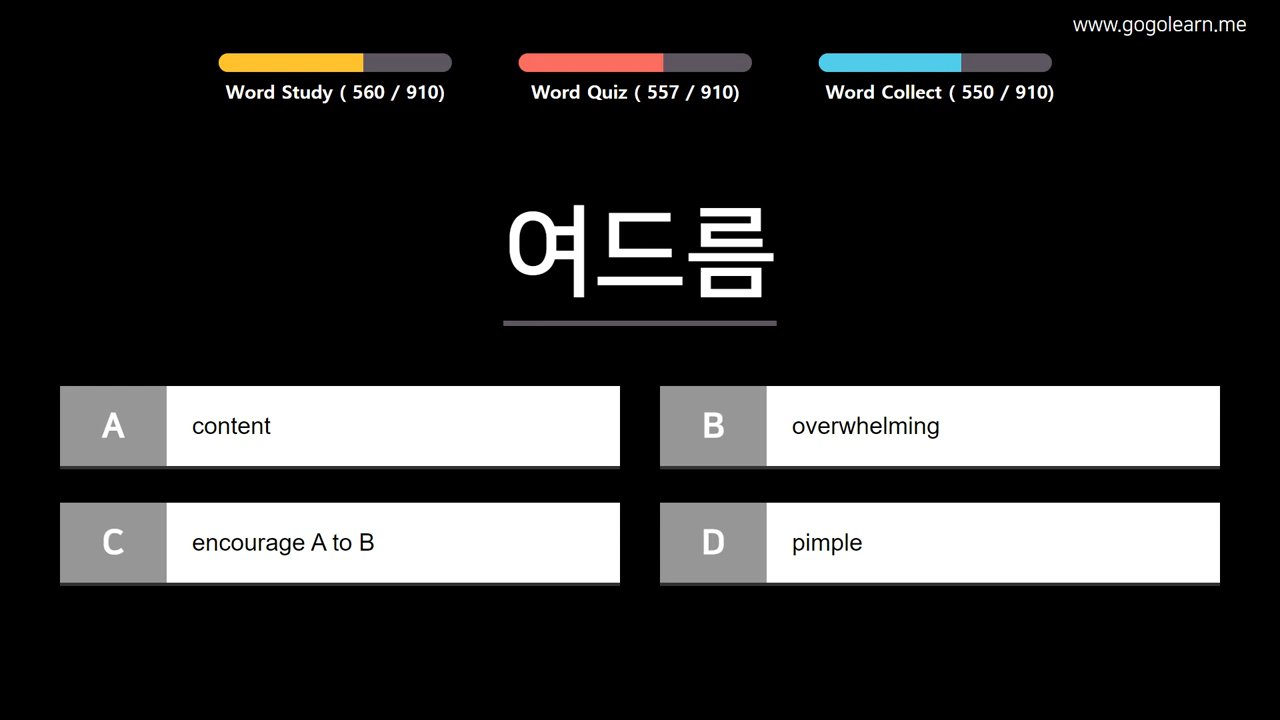 www.gogolearn.me
Word Study ( 560 / 910)
Word Quiz ( 557 / 910)
Word Collect ( 550 / 910)
여드름
A content
B overwhelming
C encourage A to B
D pimple